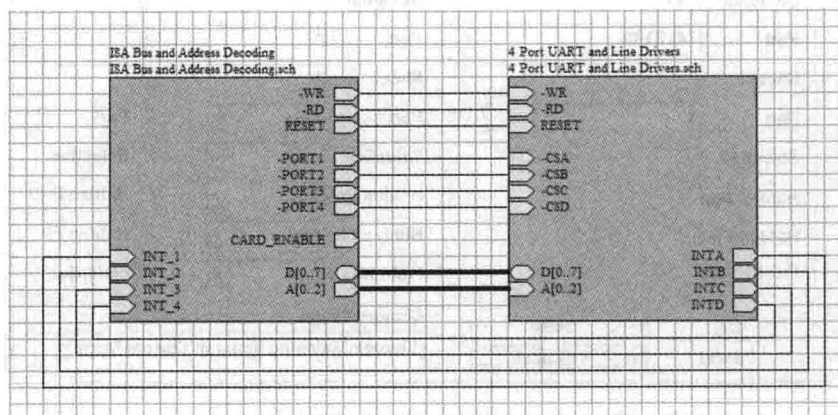 ISA Bus and Address Decoding
ISA Bus and Address Decoding.sch
-WR
-RD
RESET
-PORT1
-PORT2
-PORT3
-PORT4
CARD_ENABLE
INT_1
INT_2
INT_3
INT_4
D[0..7]
A[0..2]
4 Port UART and Line Drivers
4 Port UART and Line Drivers.sch
-WR
-RD
RESET
-CSA
-CSB
-CSC
-CSD
D[0..7]
A[0..2]
INTA
INTB
INTC
INTD